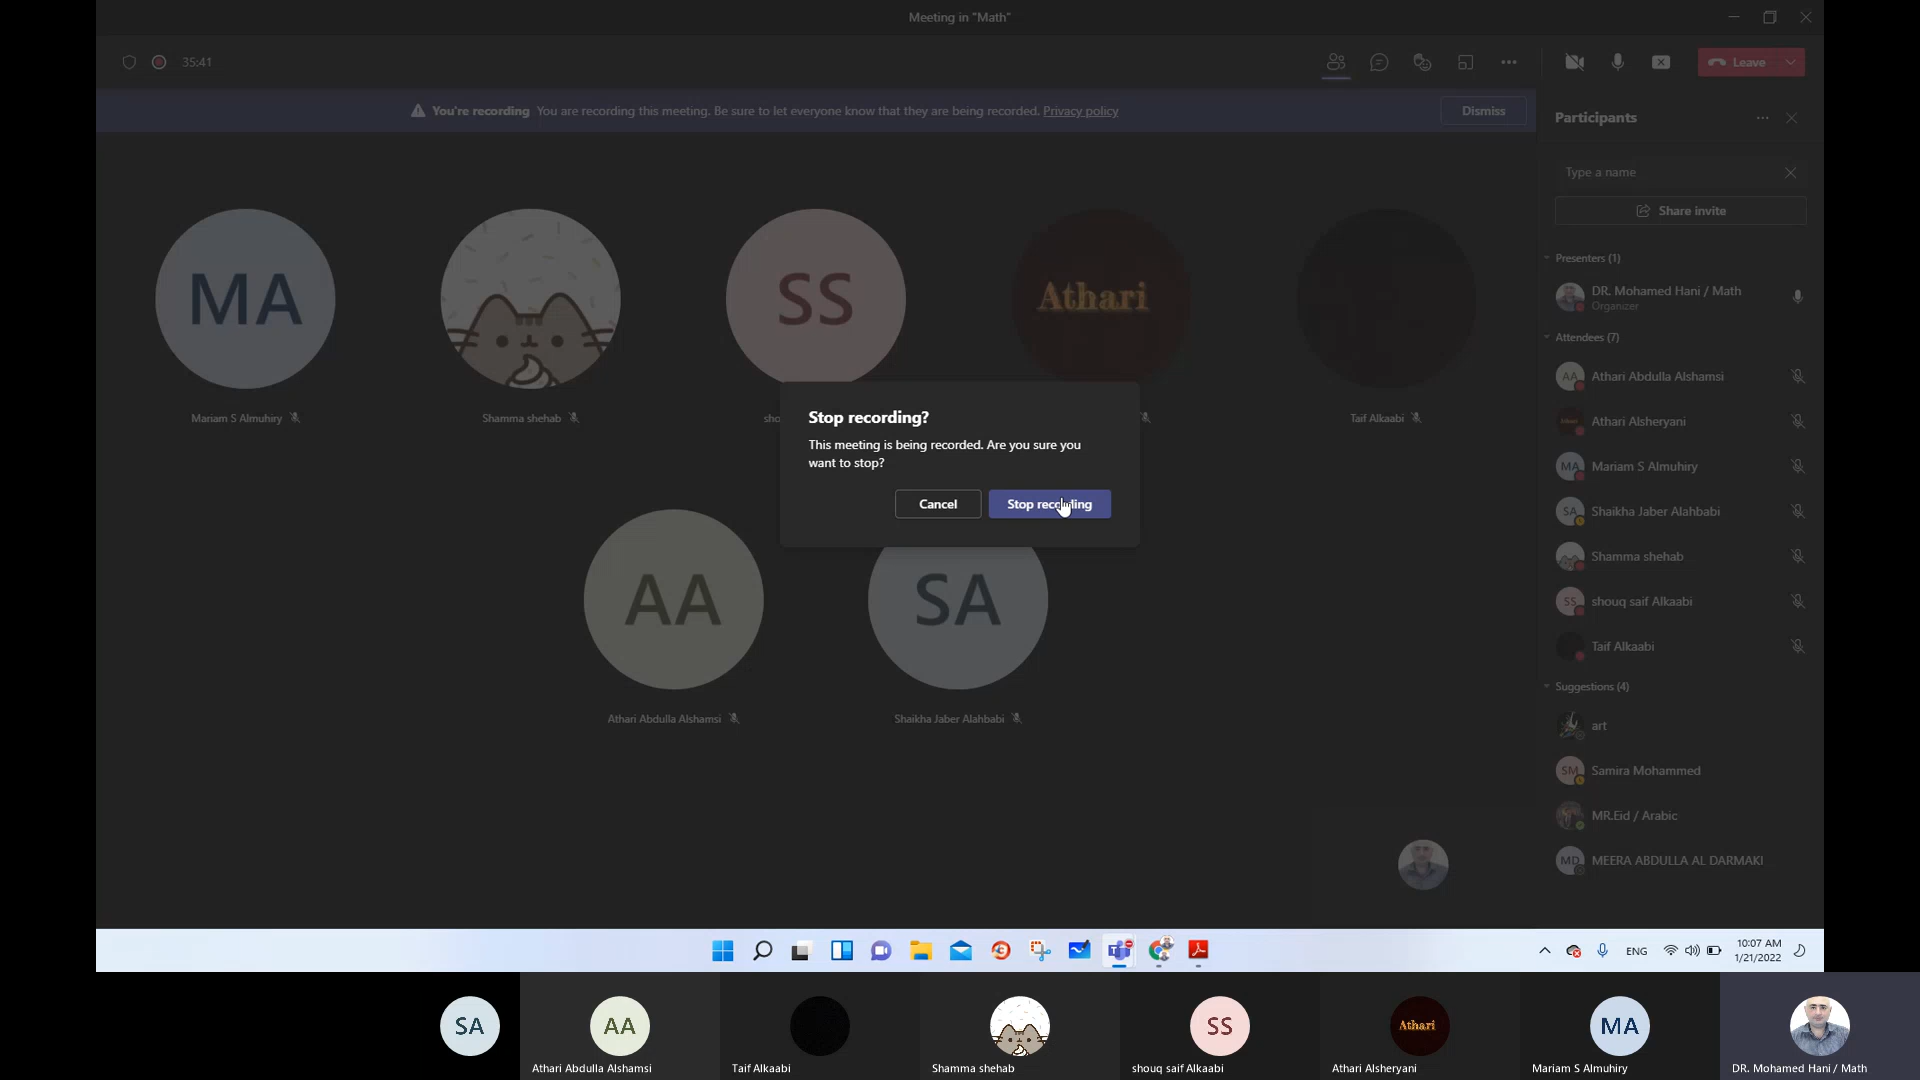 Meeting in "Math"
35:41
Leave
You're recording You are recording this meeting. Be sure to let everyone know that they are being recorded. Privacy policy
Dismiss
Participants
Type a name
Share invite
Presenters (1)
DR. Mohamed Hani / Math
Organizer
Attendees (7)
AA Athari Abdulla Alshamsi
Athari Alsheryani
MA Mariam S Almuhiry
SA Shaikha Jaber Alahbabi
Shamma shehab
SS shouq saif Alkaabi
Taif Alkaabi
Suggestions (4)
art
SM Samira Mohammed
MR.Eid / Arabic
MD MEERA ABDULLA AL DARMAKI
MA
SS
Athari
Mariam S Almuhiry
Shamma shehab
sho
Taif Alkaabi
Stop recording?
This meeting is being recorded. Are you sure you
want to stop?
Cancel
Stop recording
AA
SA
Athari Abdulla Alshamsi
Shaikha Jaber Alahbabi
ENG
10:07 AM
1/21/2022
SA
AA
SS
Athari
MA
Athari Abdulla Alshamsi
Taif Alkaabi
Shamma shehab
shouq saif Alkaabi
Athari Alsheryani
Mariam S Almuhiry
DR. Mohamed Hani / Math